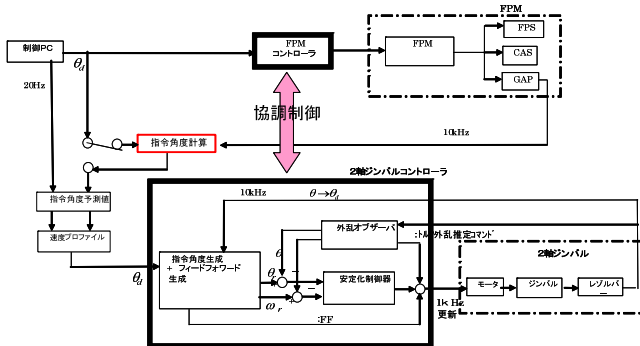 FPM
制御PC
θd
FPM
コントローラ
FPM
FPS
CAS
GAP
20Hz
協調制御
10kHz
指令角度計算
2軸ジンバルコントローラ
10kHz
θ→θd
指令角度予測値
速度プロファイル
外乱オブザーバ
:トルク外乱推定コマンド
2軸ジンバル
θd
指令角度生成
+ フィードフォワード
生成
θ
θr
−
安定化制御器
ωr
+
−
モータ
ジンバル
レゾルバ
1k Hz
更新
:FF